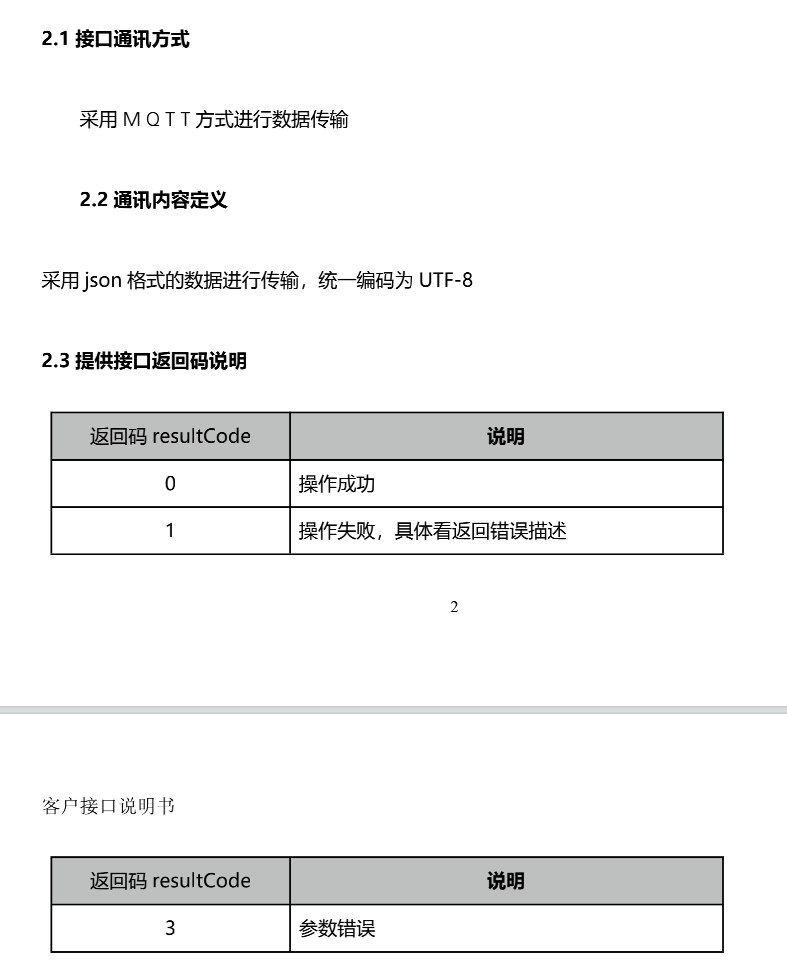 2.1 接口通讯方式
采用ＭＱＴＴ方式进行数据传输
2.2 通讯内容定义
采用 json 格式的数据进行传输，统一编码为 UTF-8
2.3 提供接口返回码说明
返回码 resultCode 说明
0 操作成功
1 操作失败，具体看返回错误描述
2
客户接口说明书
返回码 resultCode 说明
3 参数错误